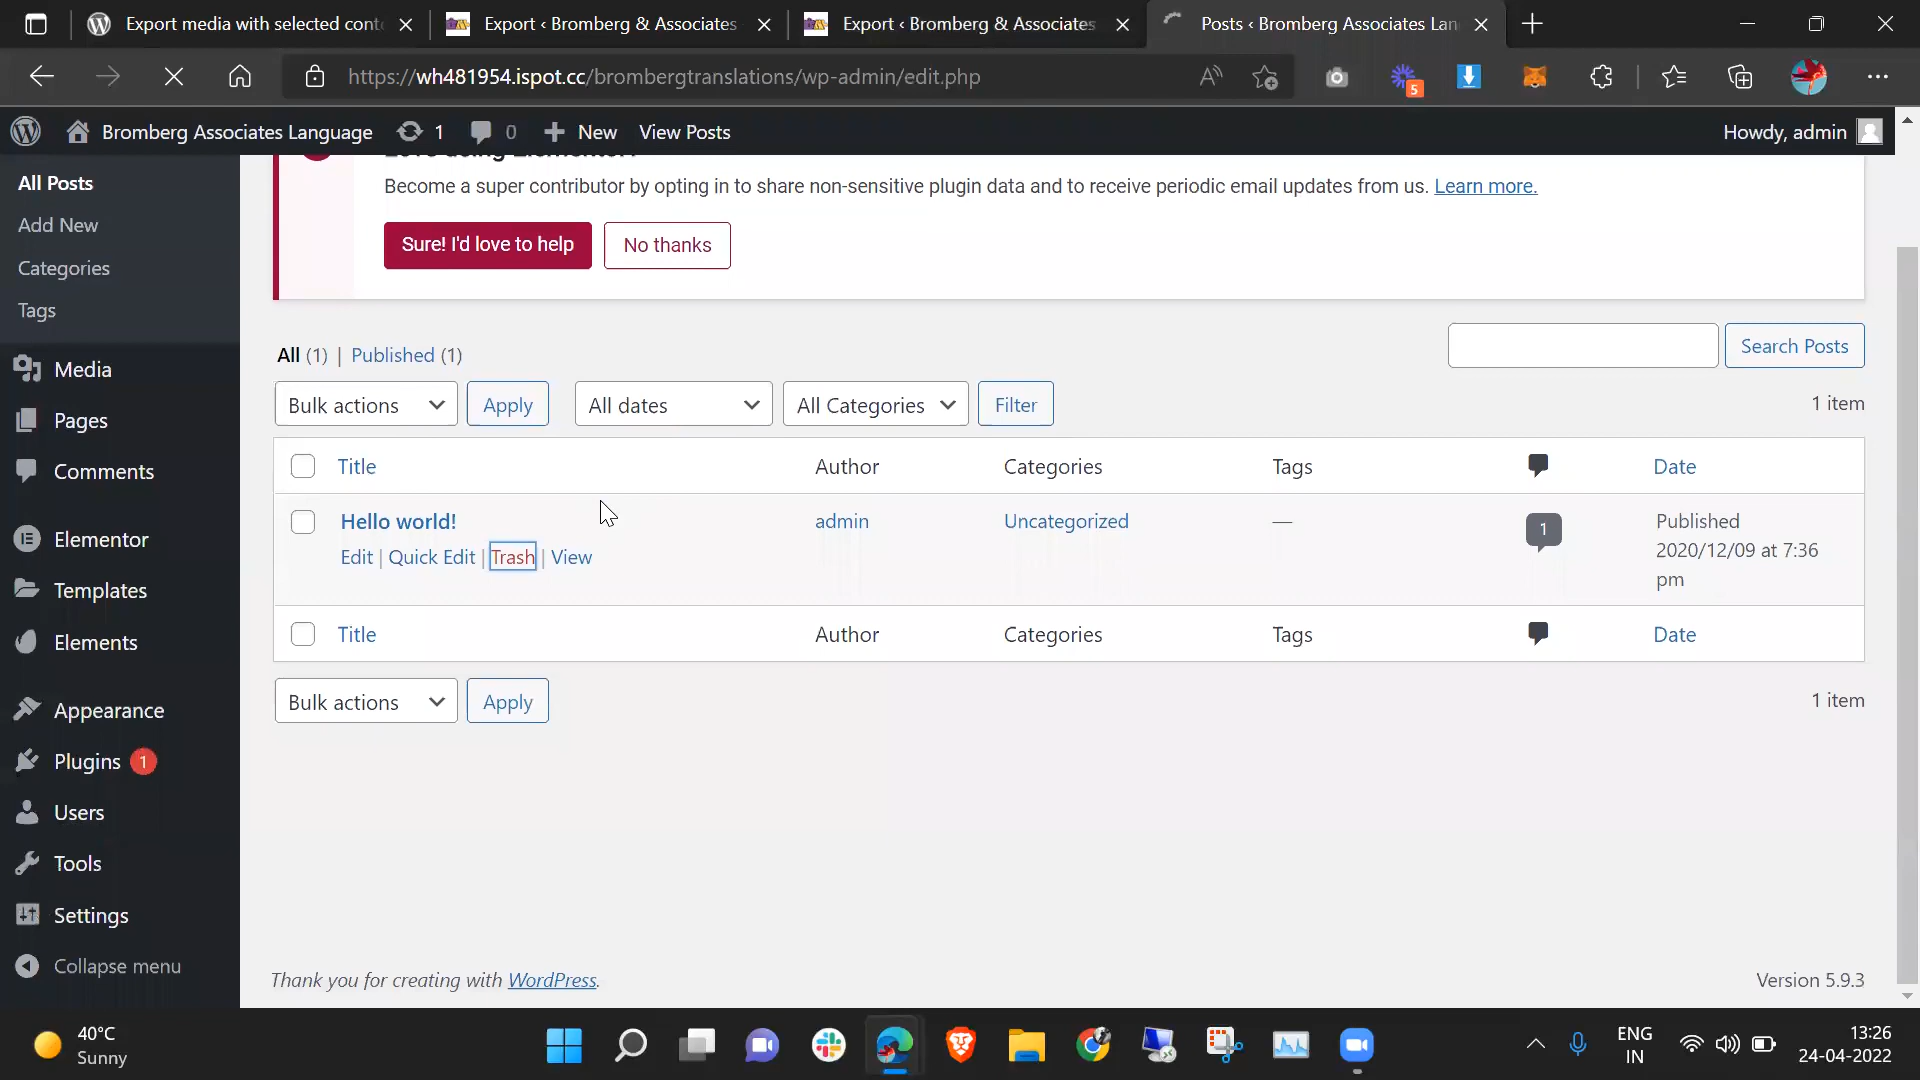 Export media with selected cont
Export ‹ Bromberg & Associates
Export ‹ Bromberg & Associates
Posts ‹ Bromberg Associates Lan
https://wh481954.ispot.cc/brombergtranslations/wp-admin/edit.php
5
Bromberg Associates Language
1
0
New
View Posts
Howdy, admin
Become a super contributor by opting in to share non-sensitive plugin data and to receive periodic email updates from us. Learn more.
Sure! I'd love to help
No thanks
All Posts
Add New
Categories
Tags
Media
Pages
Comments
Elementor
Templates
Elements
Appearance
Plugins 1
Users
Tools
Settings
Collapse menu
All (1) | Published (1)
Search Posts
Bulk actions
Apply
All dates
All Categories
Filter
1 item
Title Author Categories Tags Date
Hello world! admin Uncategorized — 1 Published
2020/12/09 at 7:36
pm
Edit | Quick Edit | Trash | View
Title Author Categories Tags Date
Bulk actions
Apply
1 item
Thank you for creating with WordPress.
Version 5.9.3
40°C
Sunny
ENG
IN
13:26
24-04-2022